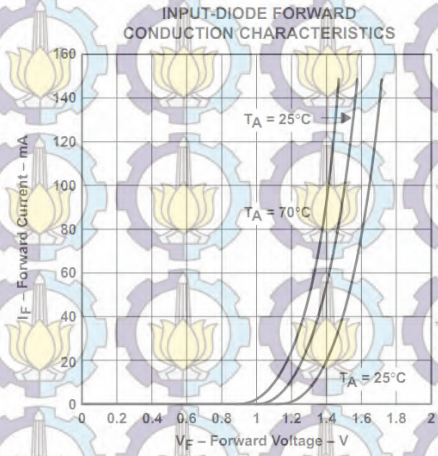 INPUT-DIODE FORWARD
CONDUCTION CHARACTERISTICS
160
140
120
100
80
60
40
20
0
IF – Forward Current – mA
TA = 25°C
TA = 70°C
TA = 25°C
0 0.2 0.4 0.6 0.8 1 1.2 1.4 1.6 1.8 2
VF – Forward Voltage – V